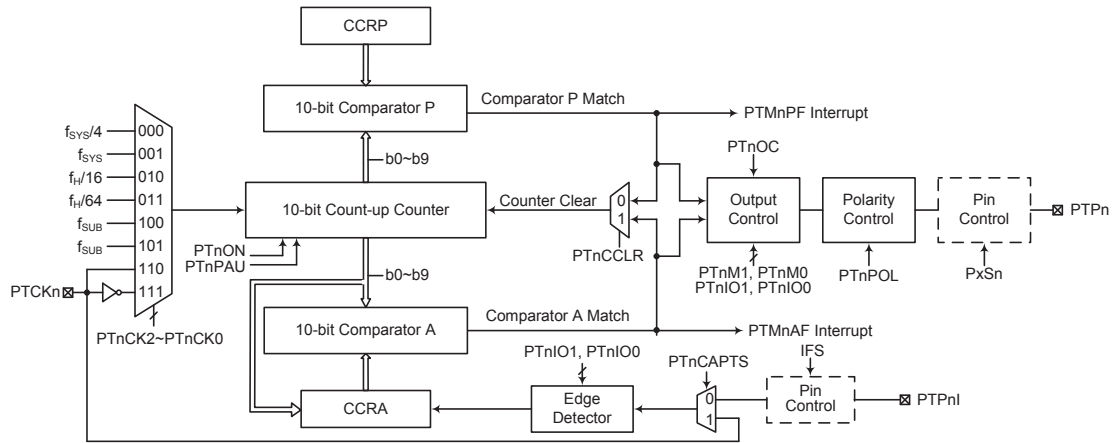 CCRP
10-bit Comparator P
Comparator P Match
PTMnPF Interrupt
fSYS/4
000
fSYS
001
fH/16
010
fH/64
011
fSUB
100
fSUB
101
110
111
PTCKn
PTnCK2~PTnCK0
b0~b9
10-bit Count-up Counter
Counter Clear
PTnON
PTnPAU
0
1
PTnCCLR
PTnOC
Output
Control
PTnM1, PTnM0
PTnIO1, PTnIO0
Polarity
Control
PTnPOL
Pin
Control
PxSn
PTPn
b0~b9
10-bit Comparator A
Comparator A Match
PTMnAF Interrupt
CCRA
PTnIO1, PTnIO0
Edge
Detector
PTnCAPTS
0
1
IFS
Pin
Control
PTPnI